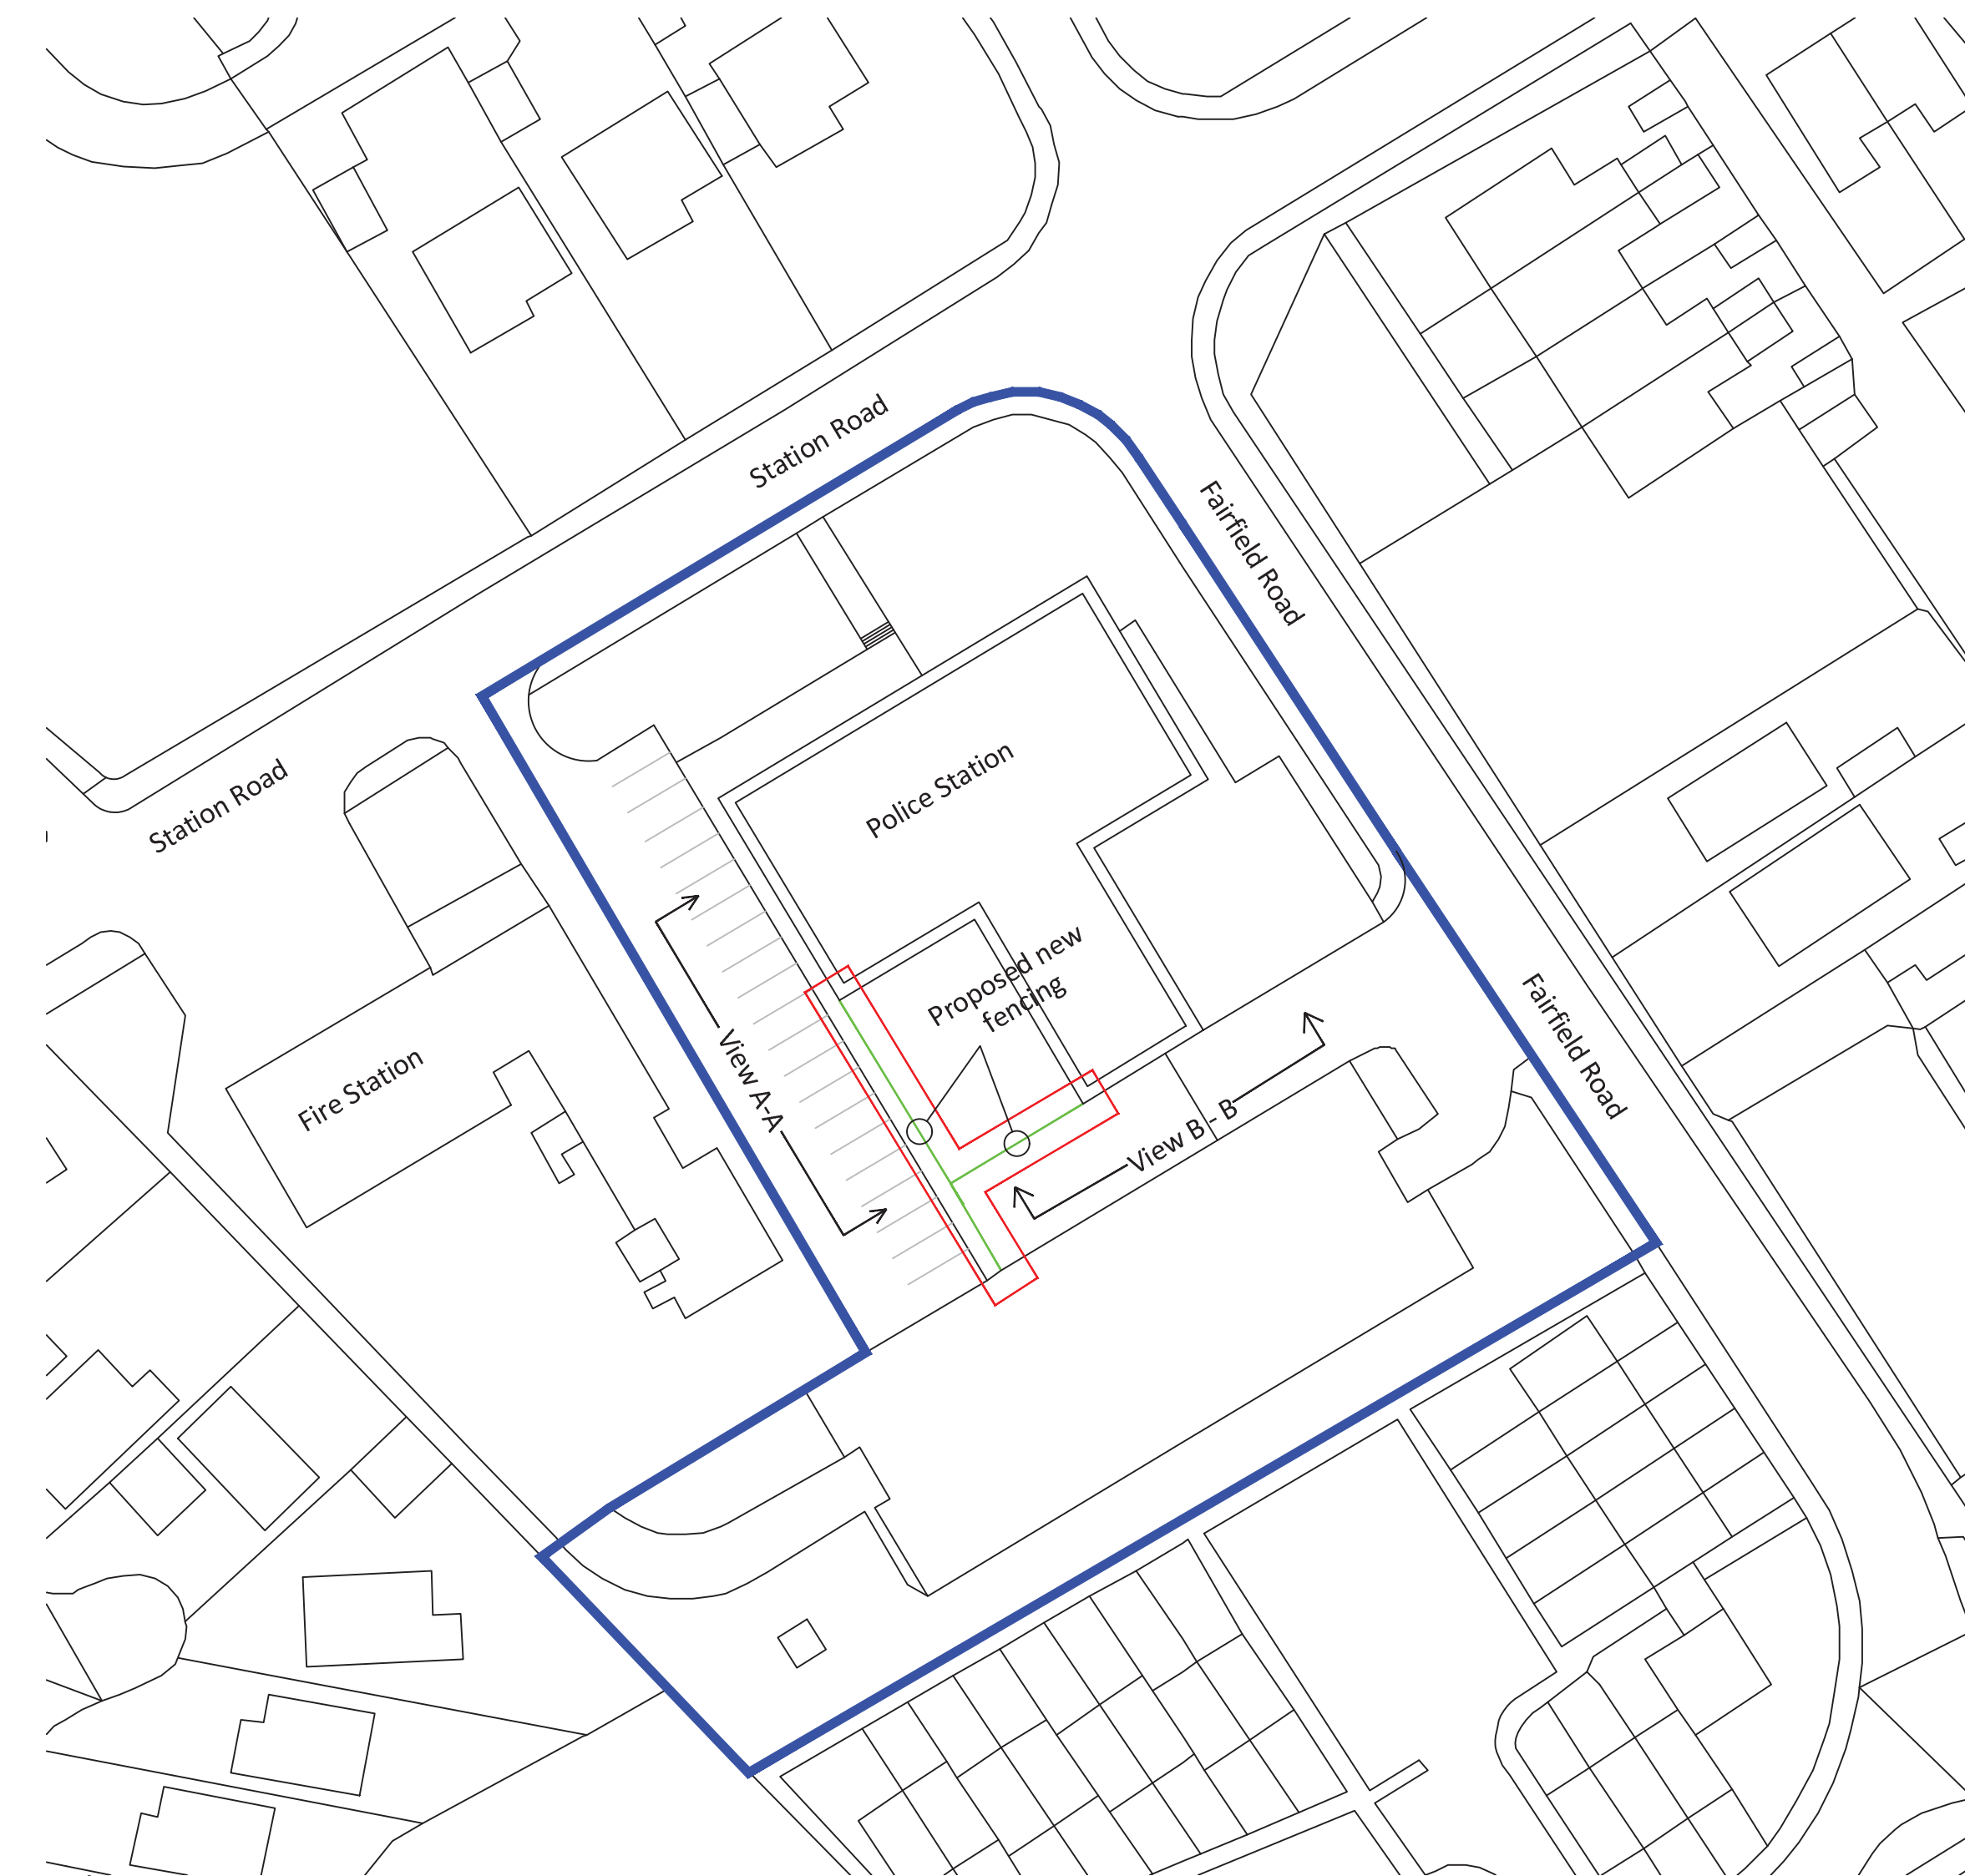 Station Road
Fairfield Road
Station Road
Police Station
Proposed new
fencing
Fairfield Road
Fire Station
View A-A
View B - B